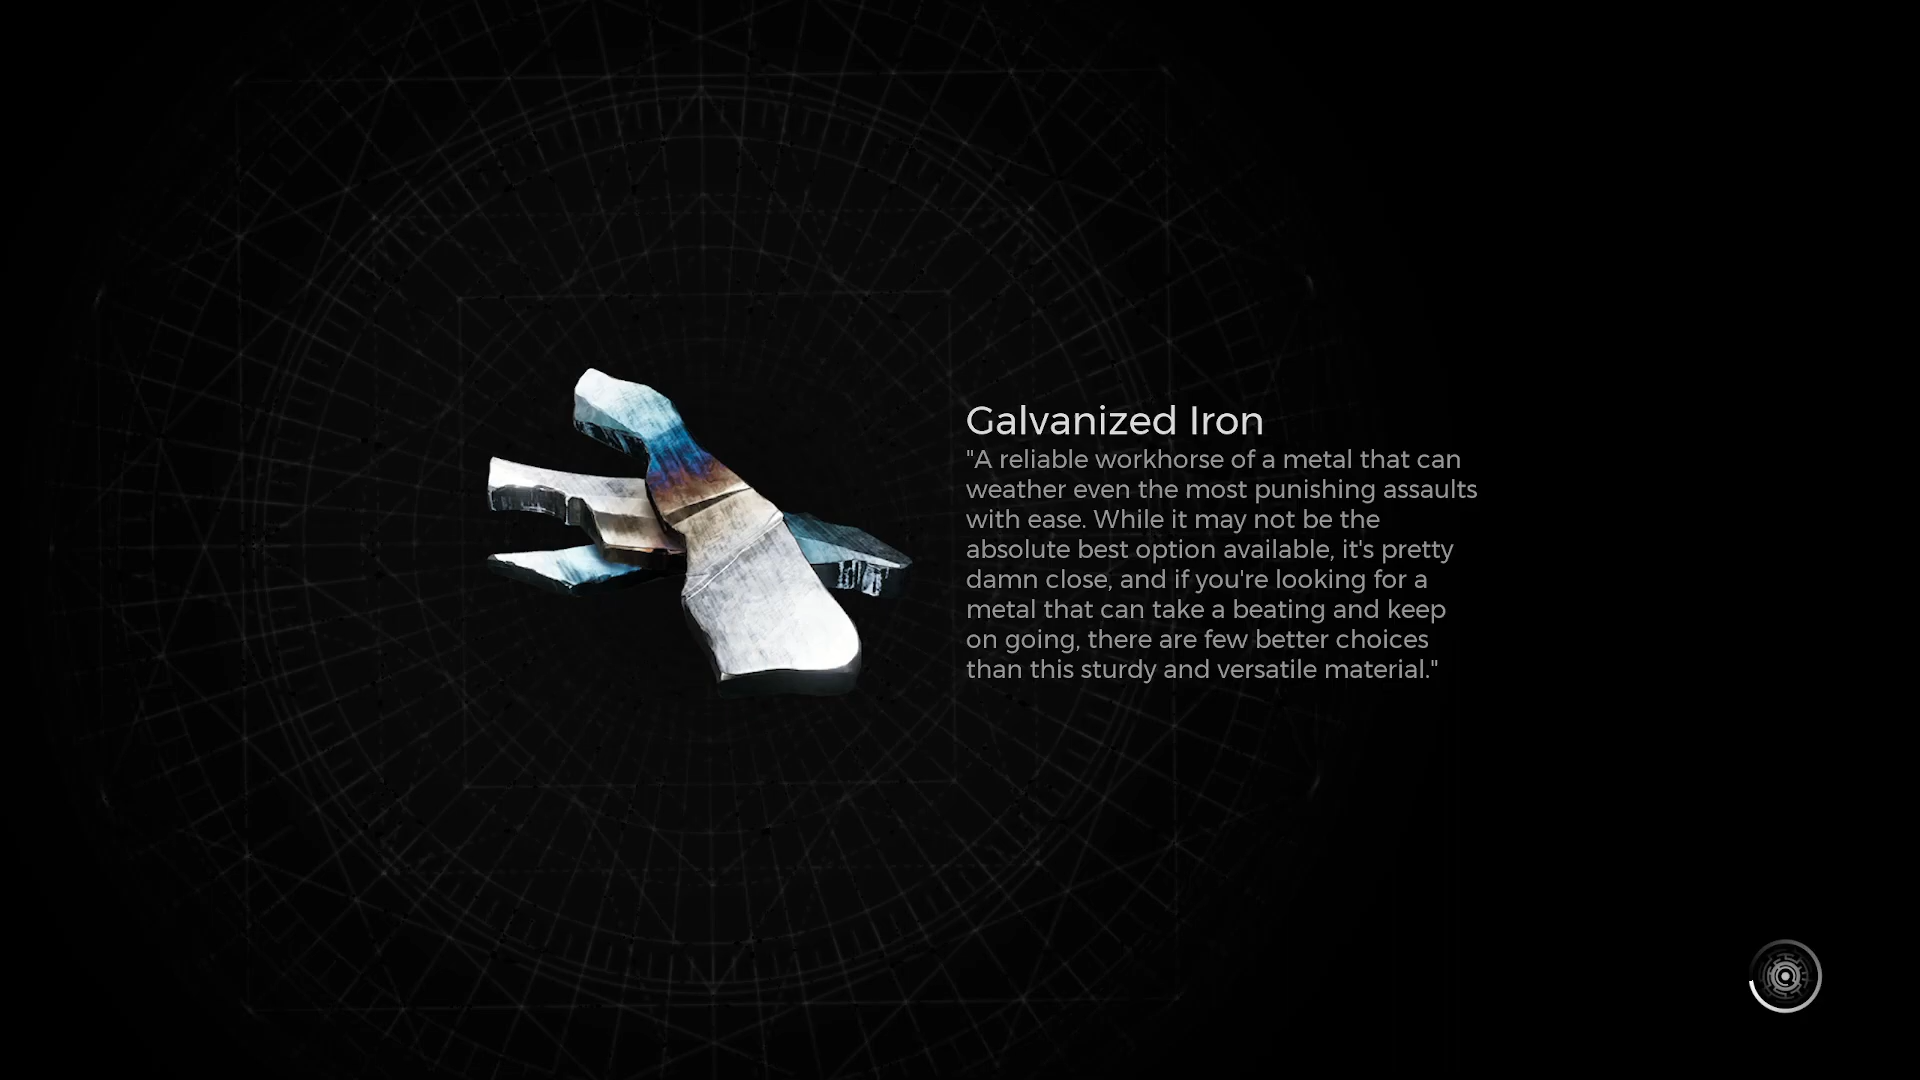 Galvanized Iron
"A reliable workhorse of a metal that can
weather even the most punishing assaults
with ease. While it may not be the
absolute best option available, it's pretty
damn close, and if you're looking for a
metal that can take a beating and keep
on going, there are few better choices
than this sturdy and versatile material."